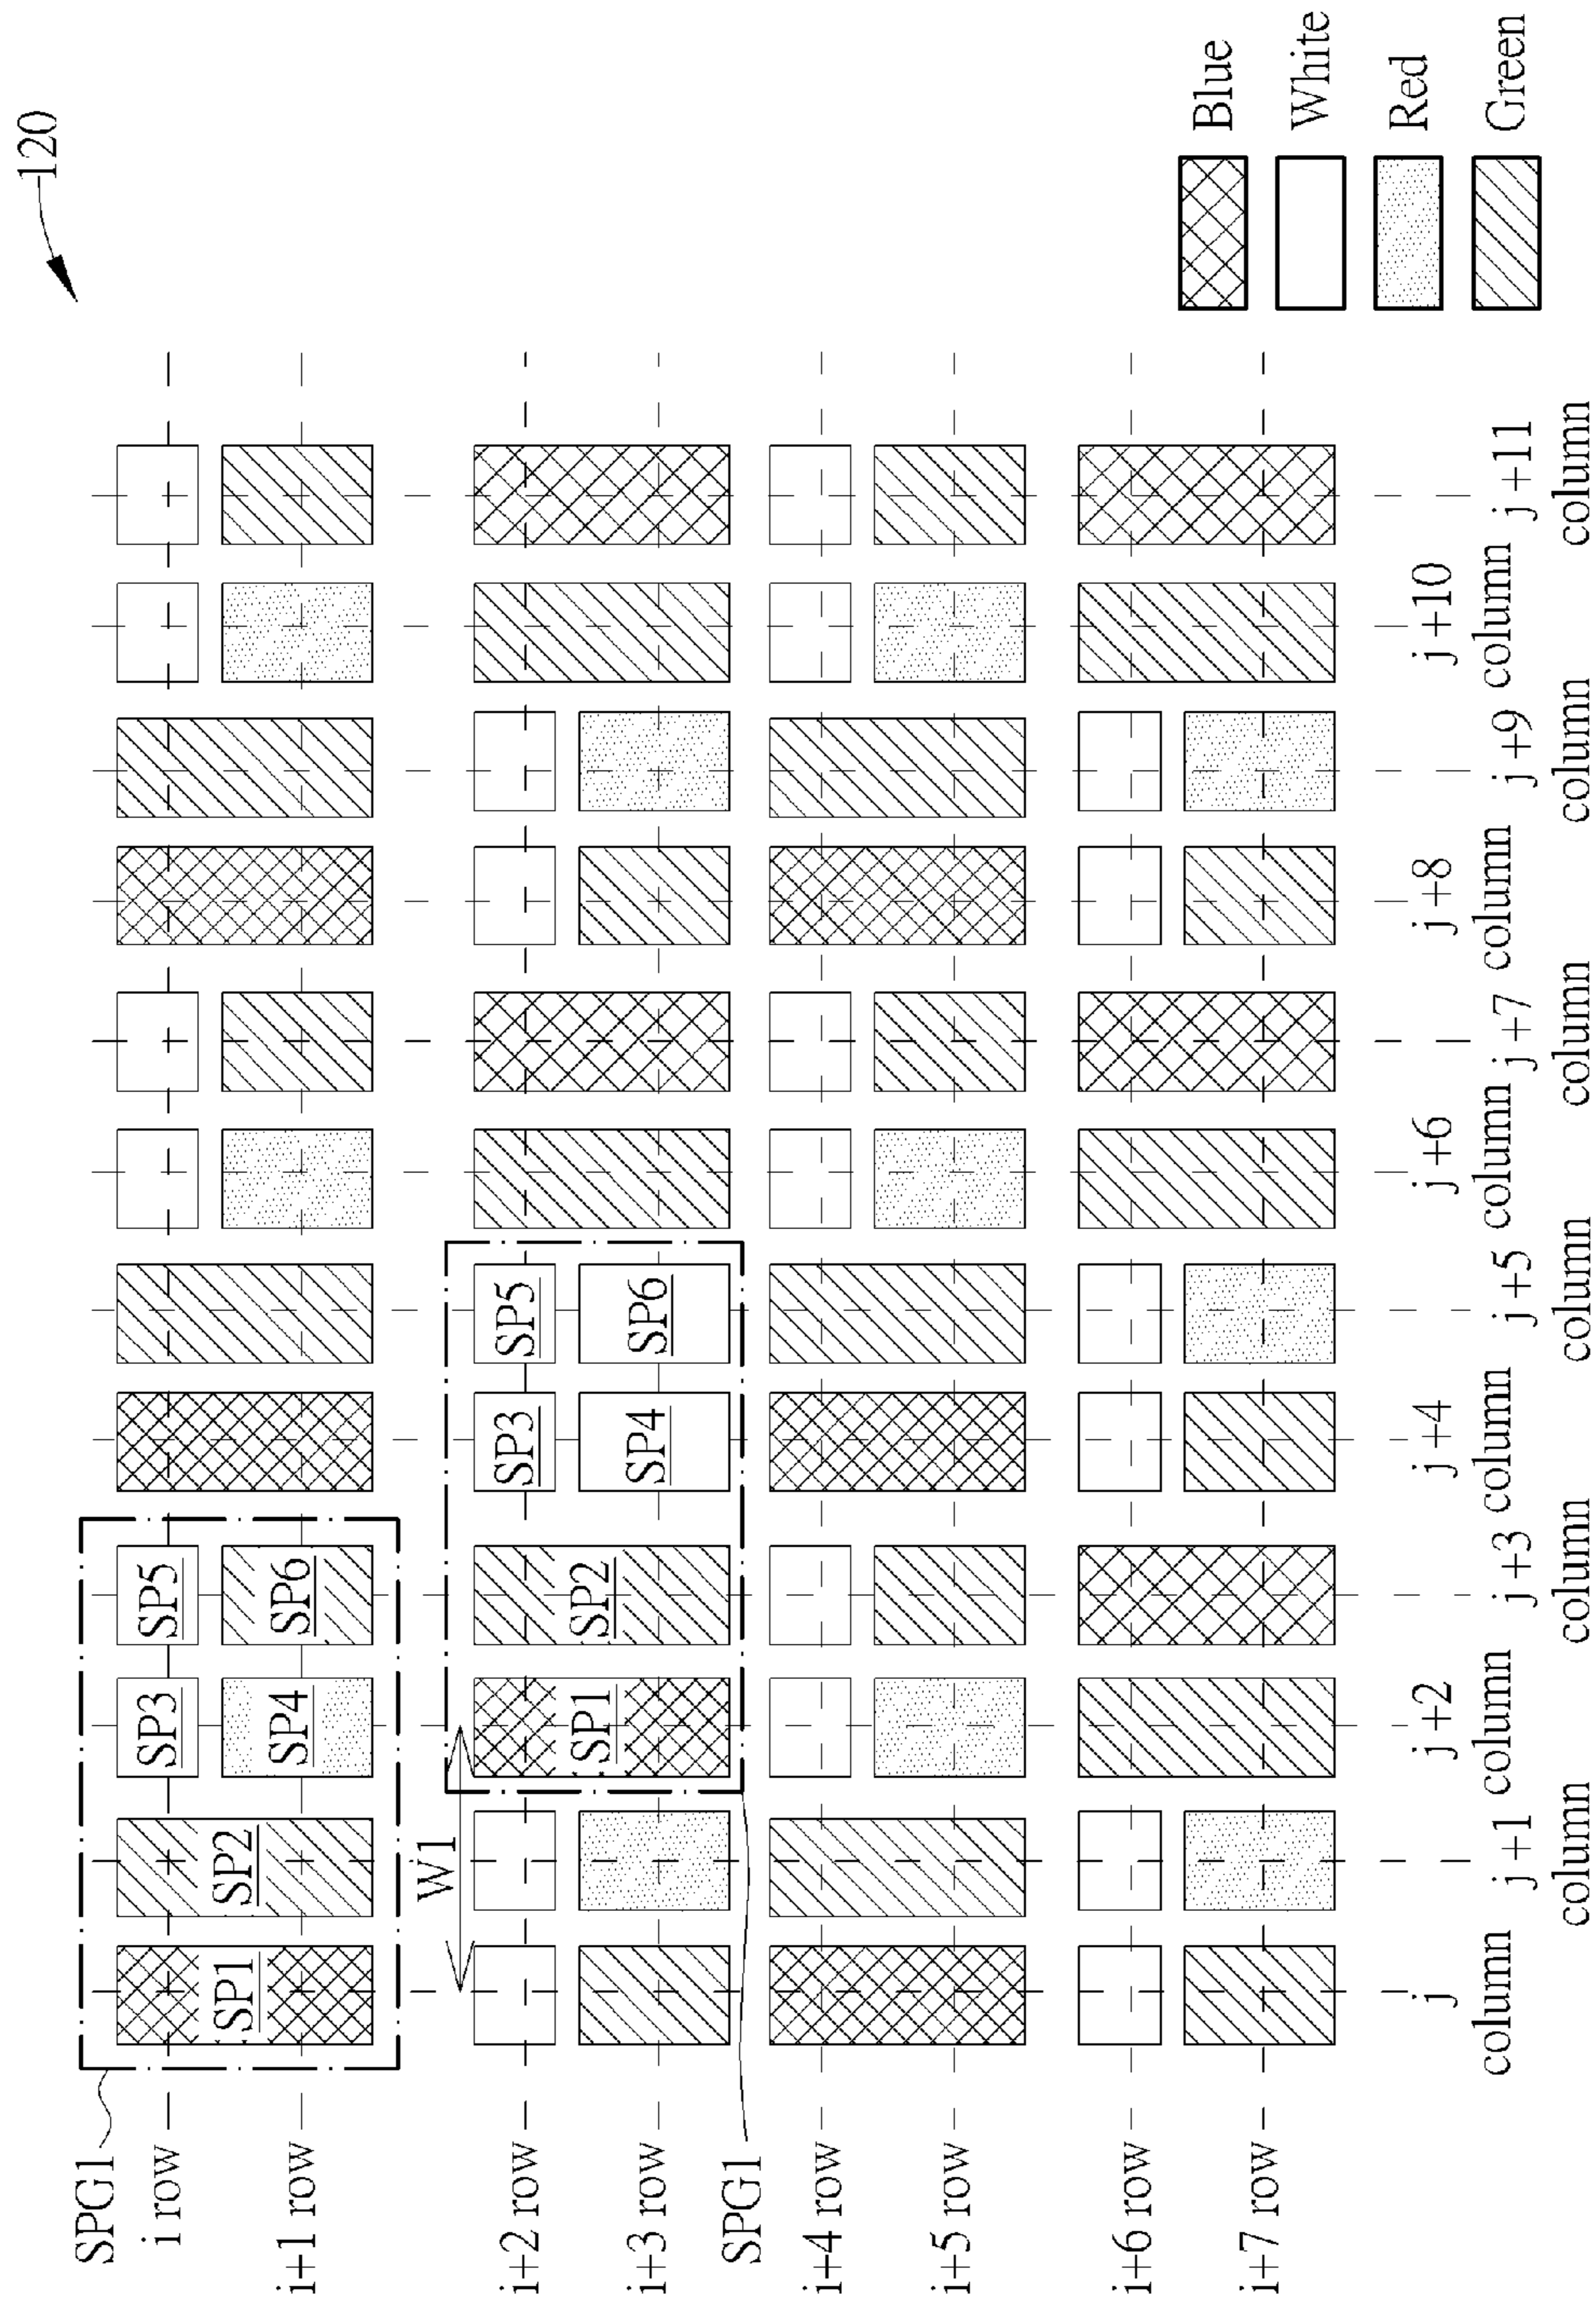 120
SPG1
i row
i+1 row
i+2 row
i+3 row
SPG1
i+4 row
i+5 row
i+6 row
i+7 row
SP1
SP2
SP3
SP4
SP5
SP6
W1
SP1
SP2
SP3
SP4
SP5
SP6
j
column
j +1
column
j +2
column
j +3
column
j +4
column
j +5
column
j +6
column
j +7
column
j +8
column
j +9
column
j +10
column
j +11
column
Blue
White
Red
Green